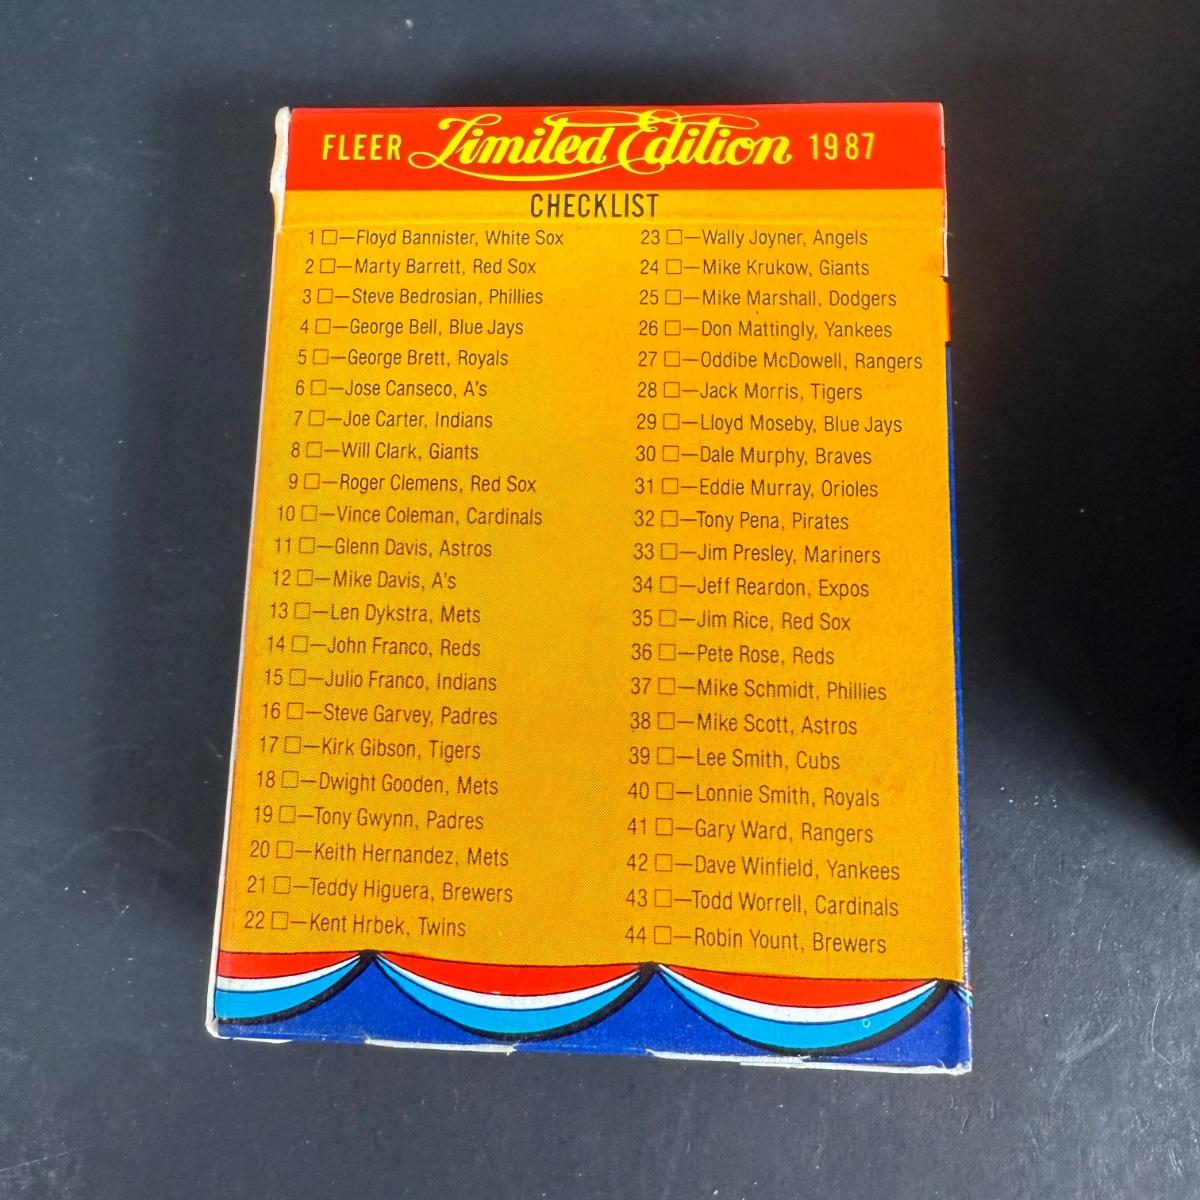 FLEER Limited Edition 1987
CHECKLIST
1 □—Floyd Bannister, White Sox
2 □—Marty Barrett, Red Sox
3 □—Steve Bedrosian, Phillies
4 □—George Bell, Blue Jays
5 □—George Brett, Royals
6 □—Jose Canseco, A's
7 □—Joe Carter, Indians
8 □—Will Clark, Giants
9 □—Roger Clemens, Red Sox
10 □—Vince Coleman, Cardinals
11 □—Glenn Davis, Astros
12 □—Mike Davis, A's
13 □—Len Dykstra, Mets
14 □—John Franco, Reds
15 □—Julio Franco, Indians
16 □—Steve Garvey, Padres
17 □—Kirk Gibson, Tigers
18 □—Dwight Gooden, Mets
19 □—Tony Gwynn, Padres
20 □—Keith Hernandez, Mets
21 □—Teddy Higuera, Brewers
22 □—Kent Hrbek, Twins
23 □—Wally Joyner, Angels
24 □—Mike Krukow, Giants
25 □—Mike Marshall, Dodgers
26 □—Don Mattingly, Yankees
27 □—Oddibe McDowell, Rangers
28 □—Jack Morris, Tigers
29 □—Lloyd Moseby, Blue Jays
30 □—Dale Murphy, Braves
31 □—Eddie Murray, Orioles
32 □—Tony Pena, Pirates
33 □—Jim Presley, Mariners
34 □—Jeff Reardon, Expos
35 □—Jim Rice, Red Sox
36 □—Pete Rose, Reds
37 □—Mike Schmidt, Phillies
38 □—Mike Scott, Astros
39 □—Lee Smith, Cubs
40 □—Lonnie Smith, Royals
41 □—Gary Ward, Rangers
42 □—Dave Winfield, Yankees
43 □—Todd Worrell, Cardinals
44 □—Robin Yount, Brewers